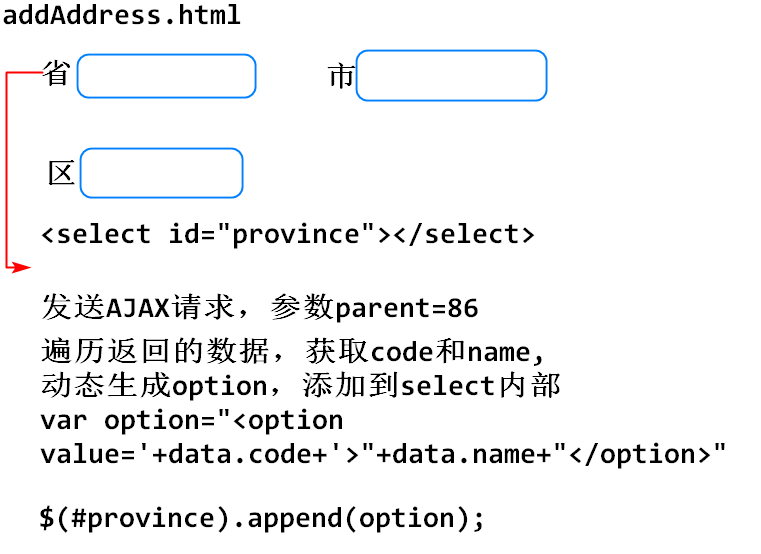 addAddress.html
省 市
区
<select id="province"></select>
发送AJAX请求，参数parent=86
遍历返回的数据，获取code和name,
动态生成option，添加到select内部
var option="<option
value='+data.code+'>"+data.name+"</option>"
$(#province).append(option);